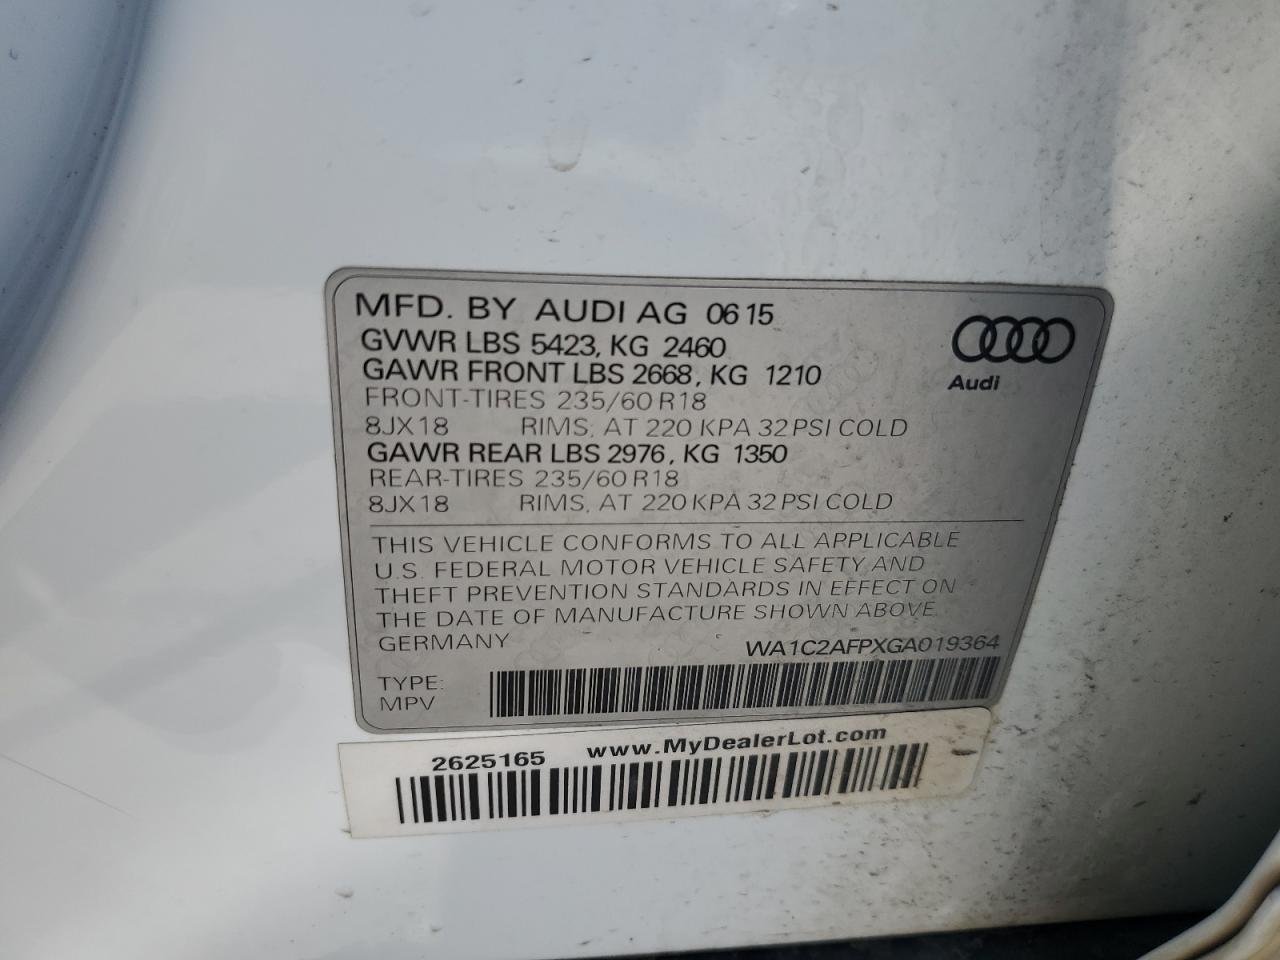 MFD. BY AUDI AG 06 15
GVWR LBS 5423, KG 2460
GAWR FRONT LBS 2668, KG 1210
FRONT-TIRES 235/60 R18
8JX18 RIMS, AT 220 KPA 32 PSI COLD
GAWR REAR LBS 2976, KG 1350
REAR-TIRES 235/60 R18
8JX18 RIMS, AT 220 KPA 32 PSI COLD
Audi
THIS VEHICLE CONFORMS TO ALL APPLICABLE
U.S. FEDERAL MOTOR VEHICLE SAFETY AND
THEFT PREVENTION STANDARDS IN EFFECT ON
THE DATE OF MANUFACTURE SHOWN ABOVE.
GERMANY WA1C2AFPXGA019364
TYPE:
MPV
2625165 www.MyDealerLot.com